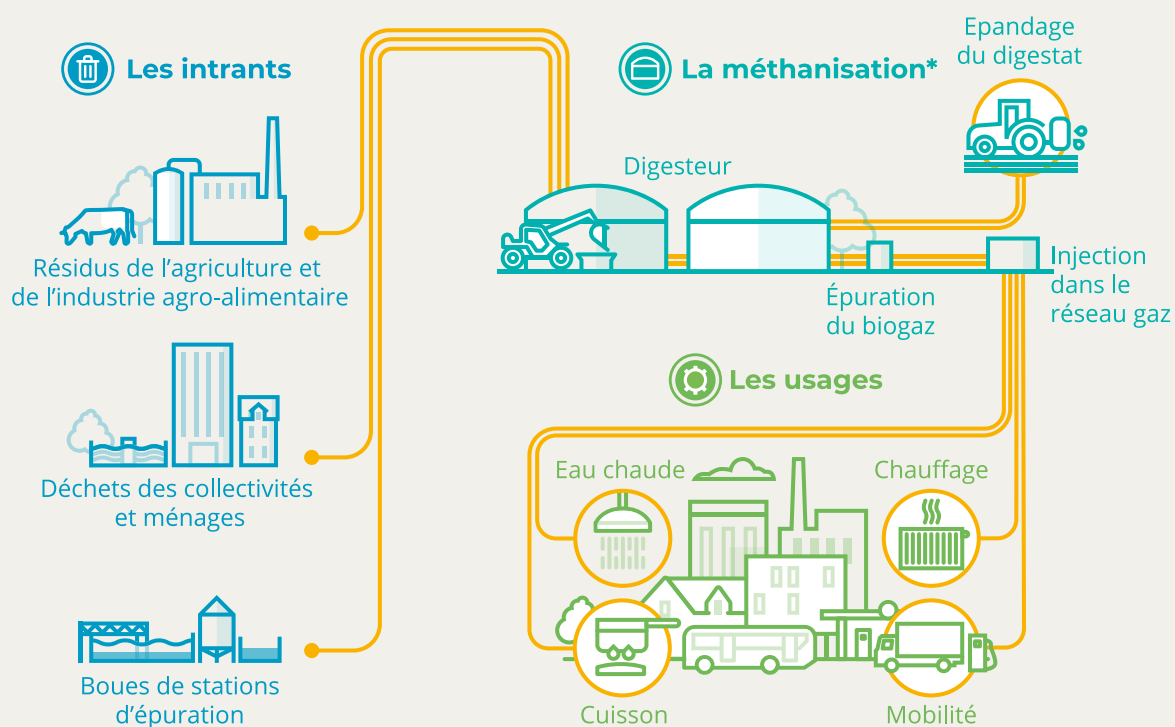 Les intrants
Résidus de l’agriculture et
de l’industrie agro-alimentaire
Déchets des collectivités
et ménages
Boues de stations
d’épuration
La méthanisation*
Epandage
du digestat
Digesteur
Épuration
du biogaz
Injection
dans le
réseau gaz
Les usages
Eau chaude
Chauffage
Cuisson
Mobilité